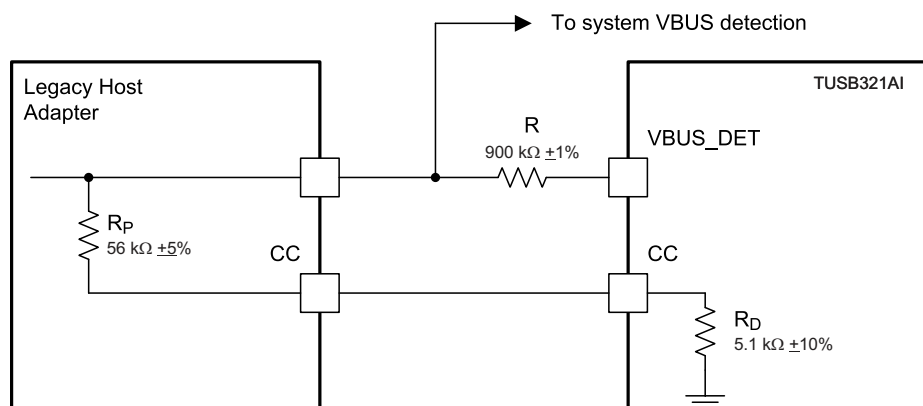 To system VBUS detection
Legacy Host
Adapter
TUSB321AI
R
900 kΩ ±1%
VBUS_DET
RP
56 kΩ ±5%
CC
CC
RD
5.1 kΩ ±10%